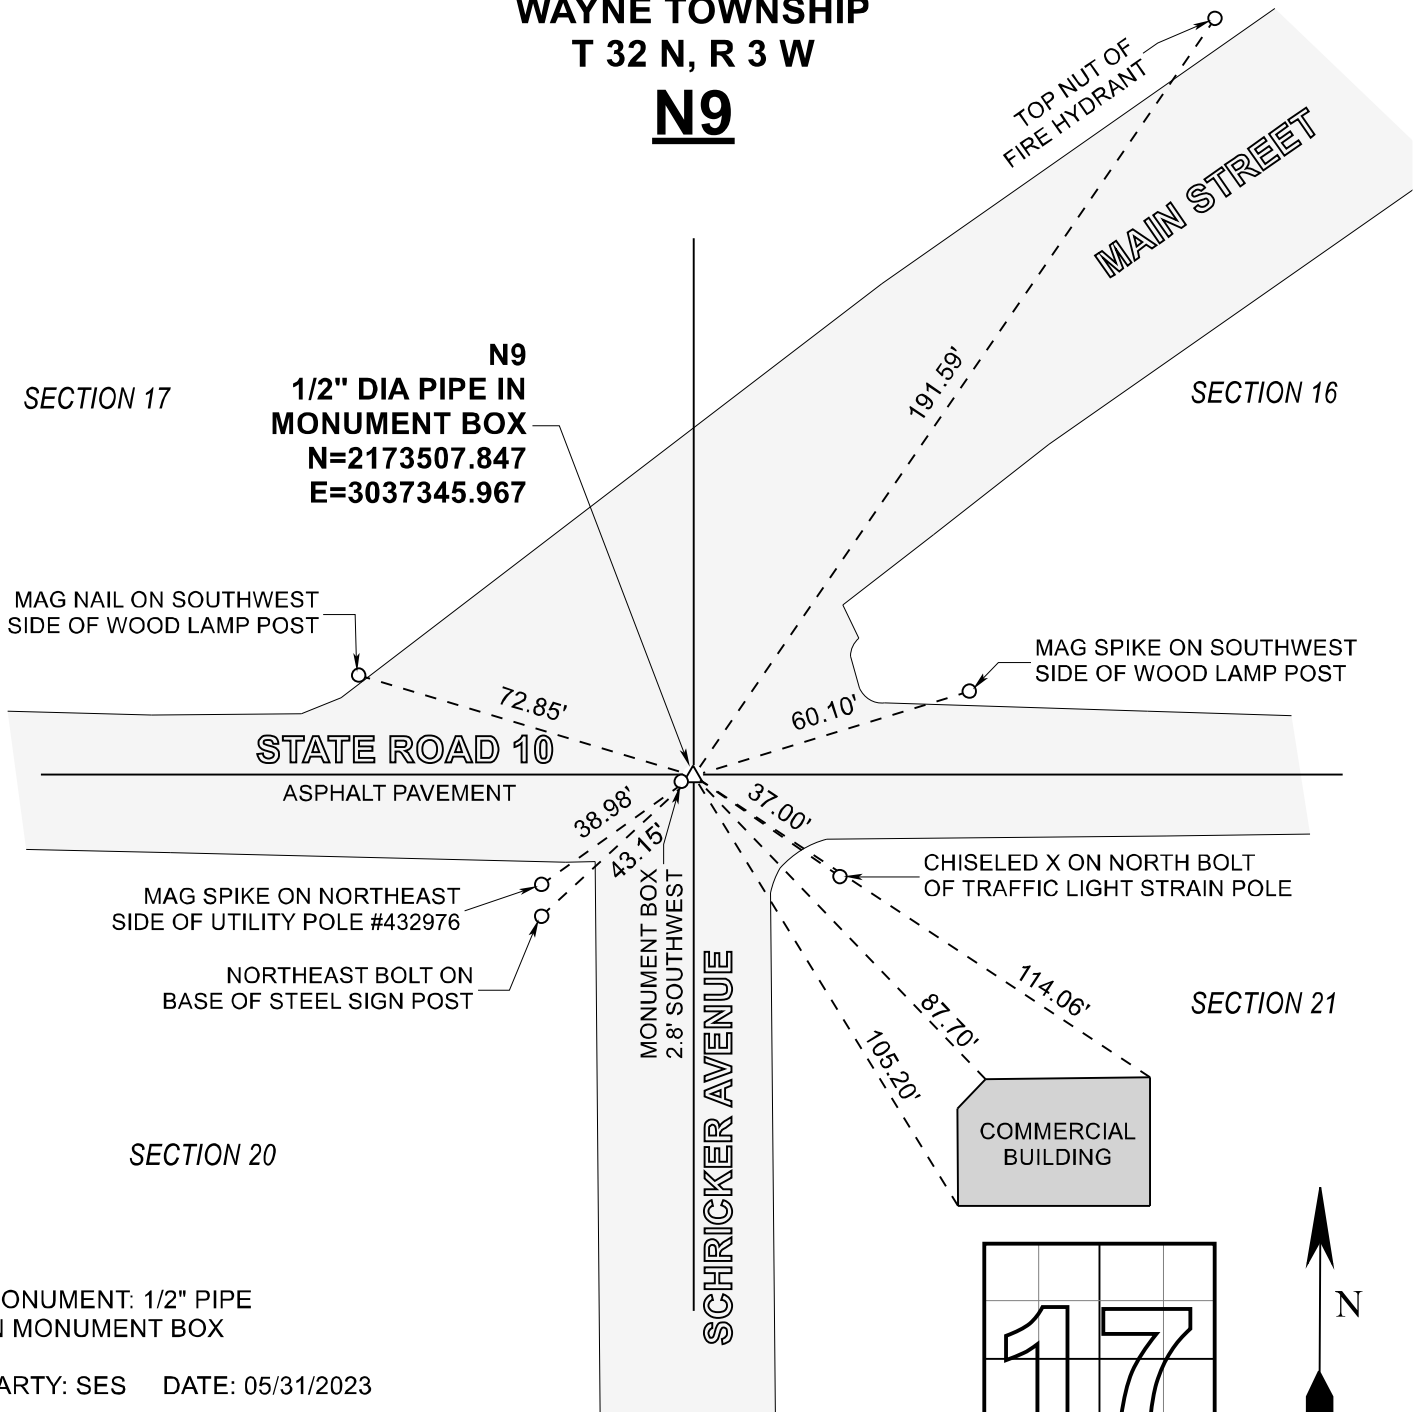 WAYNE TOWNSHIP
T 32 N, R 3 W
N9
TOP NUT OF
FIRE HYDRANT
MAIN STREET
191.59'
N9
1/2" DIA PIPE IN
MONUMENT BOX
N=2173507.847
E=3037345.967
SECTION 17
SECTION 16
MAG NAIL ON SOUTHWEST
SIDE OF WOOD LAMP POST
MAG SPIKE ON SOUTHWEST
SIDE OF WOOD LAMP POST
72.85'
60.10'
STATE ROAD 10
ASPHALT PAVEMENT
38.98'
43.15'
37.00'
MONUMENT BOX
2.8' SOUTHWEST
CHISELED X ON NORTH BOLT
OF TRAFFIC LIGHT STRAIN POLE
MAG SPIKE ON NORTHEAST
SIDE OF UTILITY POLE #432976
NORTHEAST BOLT ON
BASE OF STEEL SIGN POST
SCHRICKER AVENUE
114.06'
87.70'
105.20'
SECTION 21
COMMERCIAL
BUILDING
SECTION 20
ONUMENT: 1/2" PIPE
N MONUMENT BOX
ARTY: SES DATE: 05/31/2023
17
N